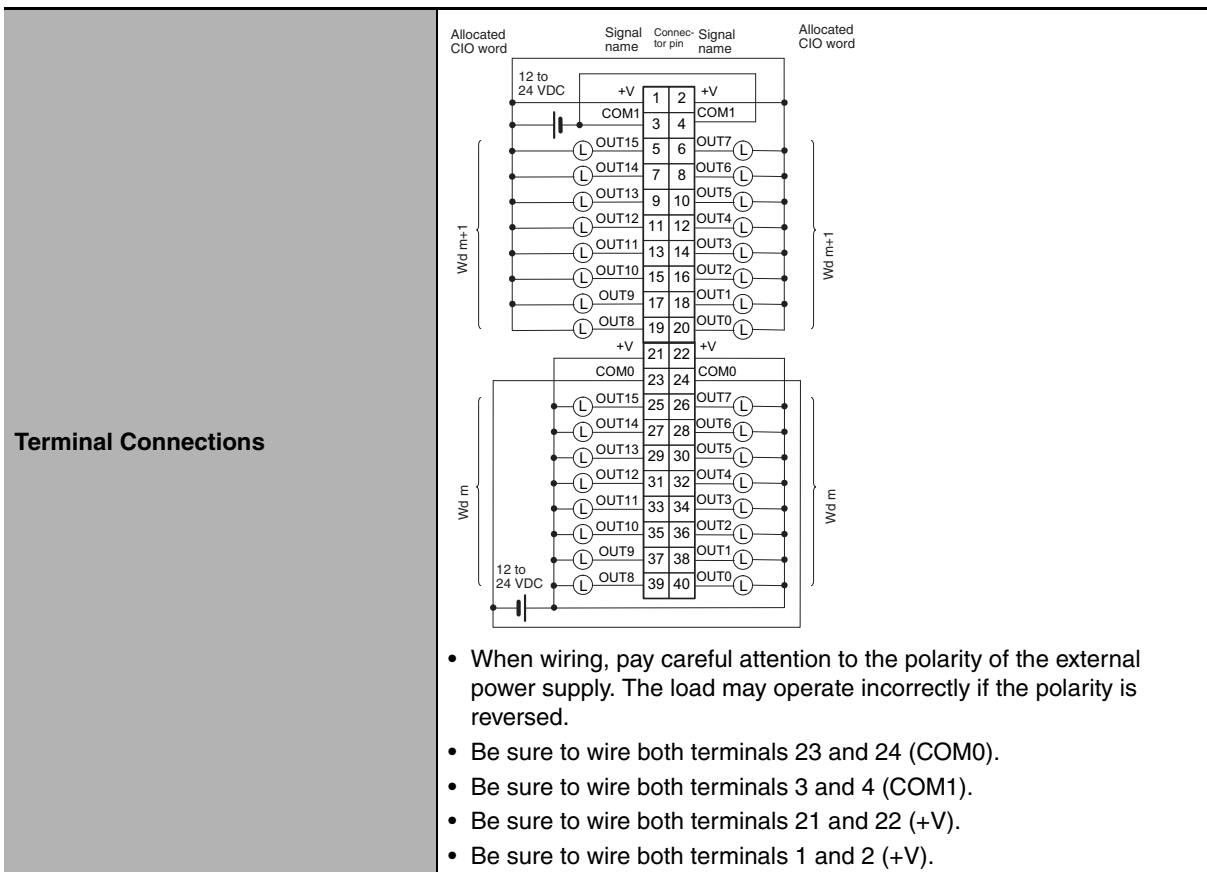 Terminal Connections
Allocated CIO word
Signal name
Connec-tor pin
Signal name
Allocated CIO word
12 to
24 VDC
+V 1 2 +V
COM1 3 4 COM1
OUT15 L 5 6 OUT7 L
OUT14 L 7 8 OUT6 L
OUT13 L 9 10 OUT5 L
OUT12 L 11 12 OUT4 L
OUT11 L 13 14 OUT3 L
OUT10 L 15 16 OUT2 L
OUT9 L 17 18 OUT1 L
OUT8 L 19 20 OUT0 L
Wd m+1
Wd m+1
+V 21 22 +V
COM0 23 24 COM0
OUT15 L 25 26 OUT7 L
OUT14 L 27 28 OUT6 L
OUT13 L 29 30 OUT5 L
OUT12 L 31 32 OUT4 L
OUT11 L 33 34 OUT3 L
OUT10 L 35 36 OUT2 L
OUT9 L 37 38 OUT1 L
OUT8 L 39 40 OUT0 L
Wd m
Wd m
12 to
24 VDC
• When wiring, pay careful attention to the polarity of the external
power supply. The load may operate incorrectly if the polarity is
reversed.
• Be sure to wire both terminals 23 and 24 (COM0).
• Be sure to wire both terminals 3 and 4 (COM1).
• Be sure to wire both terminals 21 and 22 (+V).
• Be sure to wire both terminals 1 and 2 (+V).